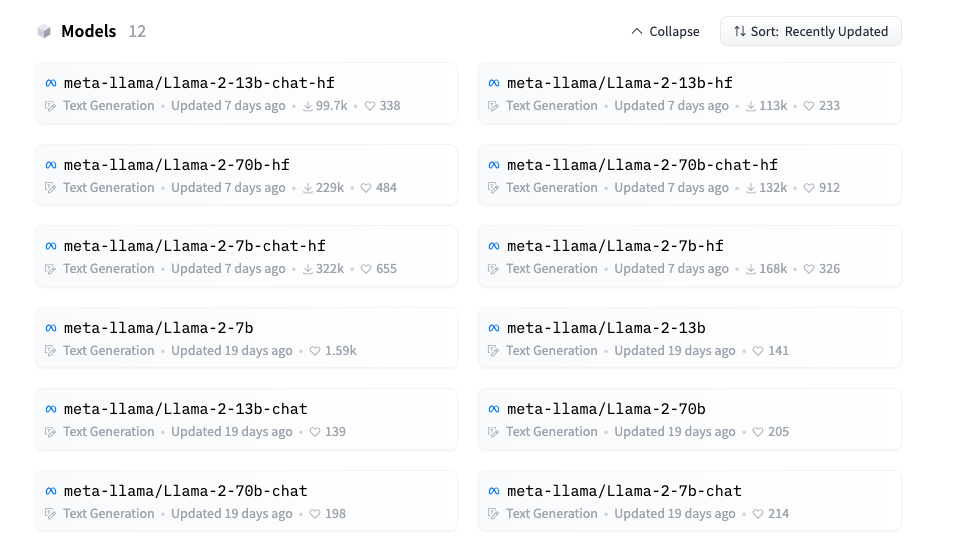 Models 12
Collapse
Sort: Recently Updated
meta-llama/Llama-2-13b-chat-hf
Text Generation • Updated 7 days ago • 99.7k • 338
meta-llama/Llama-2-13b-hf
Text Generation • Updated 7 days ago • 113k • 233
meta-llama/Llama-2-70b-hf
Text Generation • Updated 7 days ago • 229k • 484
meta-llama/Llama-2-70b-chat-hf
Text Generation • Updated 7 days ago • 132k • 912
meta-llama/Llama-2-7b-chat-hf
Text Generation • Updated 7 days ago • 322k • 655
meta-llama/Llama-2-7b-hf
Text Generation • Updated 7 days ago • 168k • 326
meta-llama/Llama-2-7b
Text Generation • Updated 19 days ago • 1.59k
meta-llama/Llama-2-13b
Text Generation • Updated 19 days ago • 141
meta-llama/Llama-2-13b-chat
Text Generation • Updated 19 days ago • 139
meta-llama/Llama-2-70b
Text Generation • Updated 19 days ago • 205
meta-llama/Llama-2-70b-chat
Text Generation • Updated 19 days ago • 198
meta-llama/Llama-2-7b-chat
Text Generation • Updated 19 days ago • 214